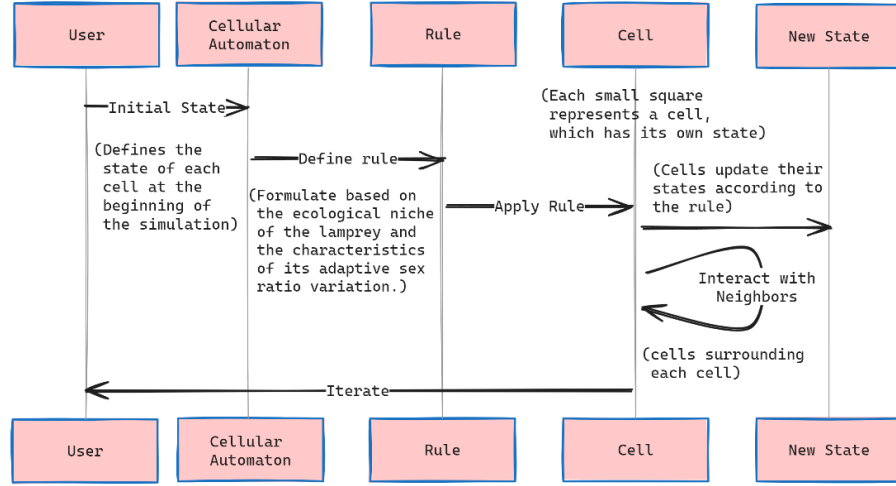 User
Cellular
Automaton
Rule
Cell
New State
Initial State
(Defines the
state of each
cell at the
beginning of
the simulation)
Define rule
(Formulate based on
the ecological niche
of the lamprey and
the characteristics
of its adaptive sex
ratio variation.)
Apply Rule
(Each small square
represents a cell,
which has its own state)
(Cells update their
states according to
the rule)
Interact with
Neighbors
(cells surrounding
each cell)
Iterate
User
Cellular
Automaton
Rule
Cell
New State